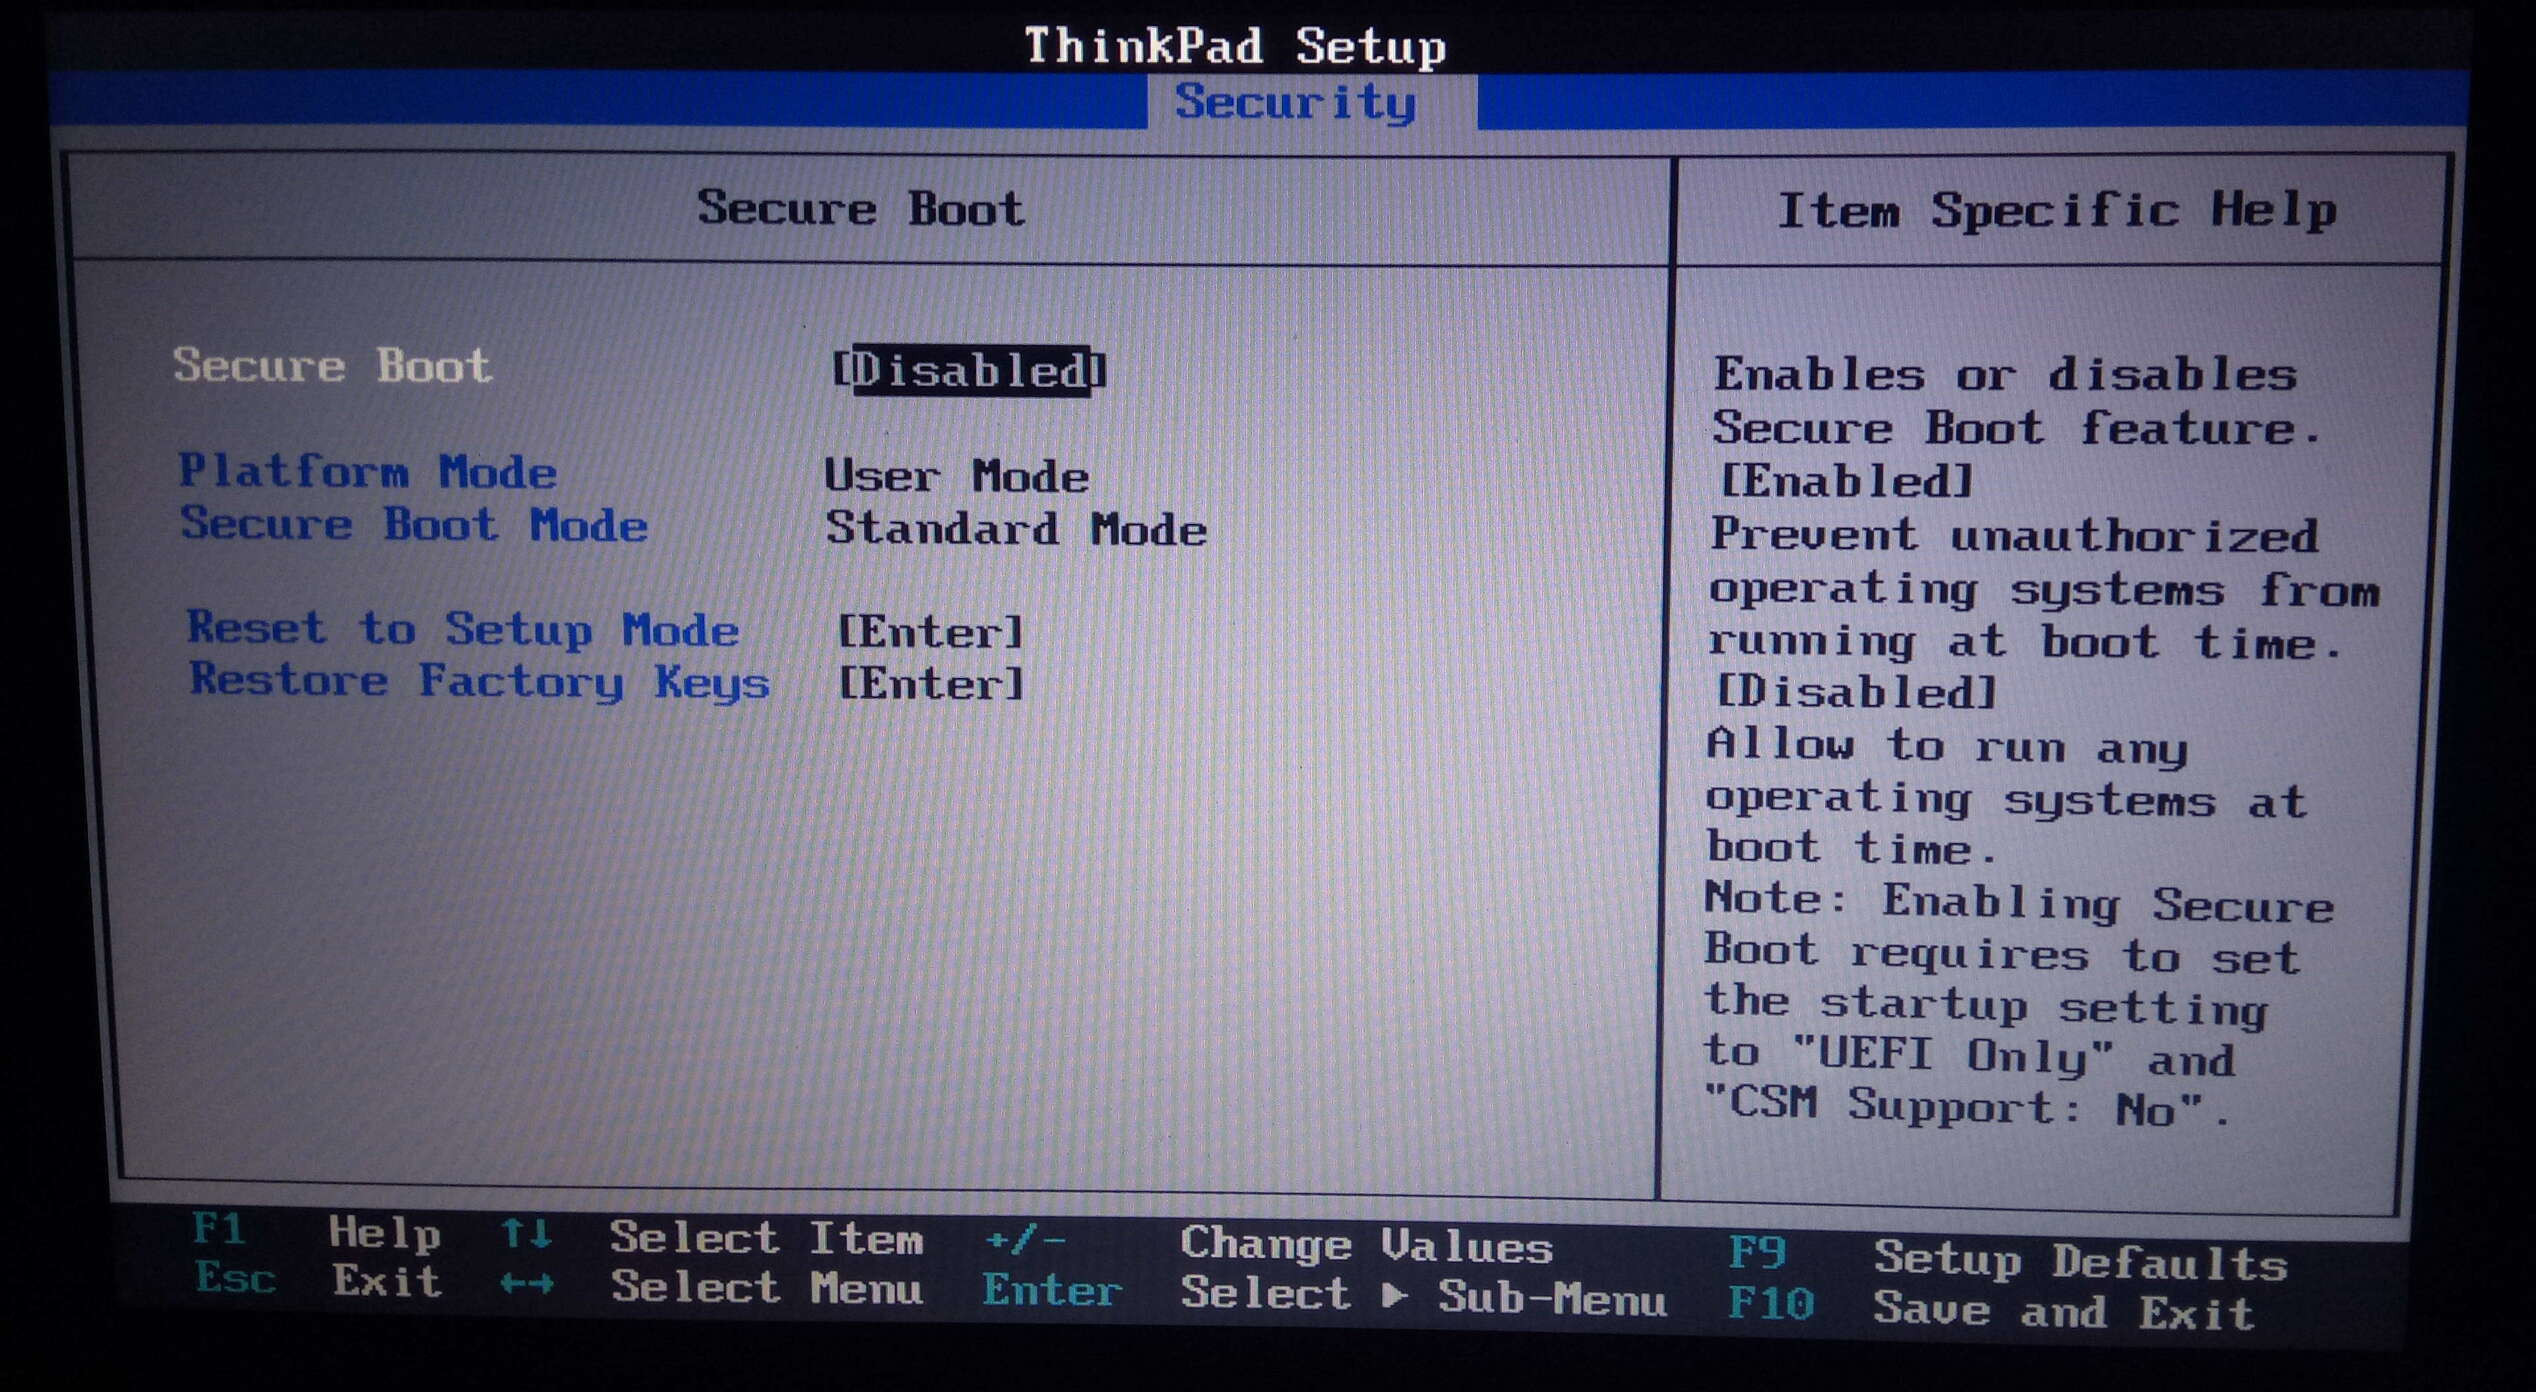 ThinkPad Setup
Security
Secure Boot
Secure Boot [Disabled]
Platform Mode User Mode
Secure Boot Mode Standard Mode
Reset to Setup Mode [Enter]
Restore Factory Keys [Enter]
Item Specific Help
Enables or disables
Secure Boot feature.
[Enabled]
Prevent unauthorized
operating systems from
running at boot time.
[Disabled]
Allow to run any
operating systems at
boot time.
Note: Enabling Secure
Boot requires to set
the startup setting
to "UEFI Only" and
"CSM Support: No".
F1 Help ↑↓ Select Item +/- Change Values F9 Setup Defaults
Esc Exit ←→ Select Menu Enter Select ▶ Sub-Menu F10 Save and Exit